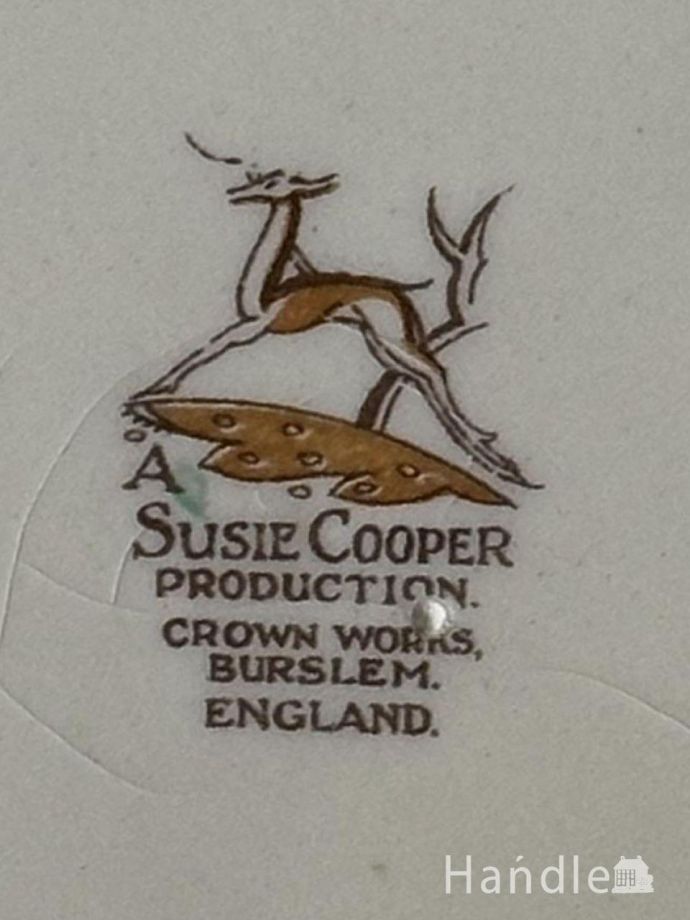 A
SUSIE COOPER
PRODUCTION.
CROWN WORKS,
BURSLEM.
ENGLAND.
Handle